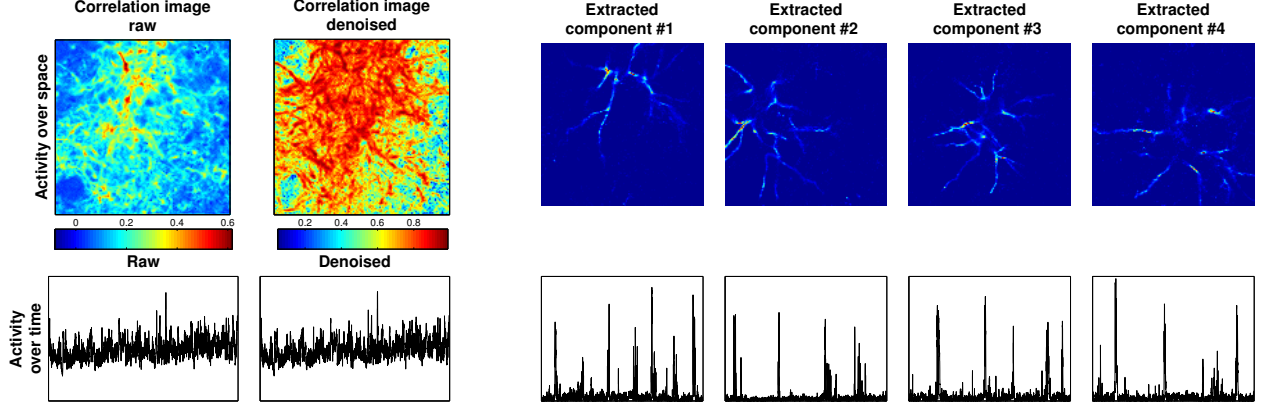 Correlation image
raw
Correlation image
denoised
Extracted
component #1
Extracted
component #2
Extracted
component #3
Extracted
component #4
Activity over space
0 0.2 0.4 0.6
0.2 0.4 0.6 0.8
Raw
Denoised
Activity
over time